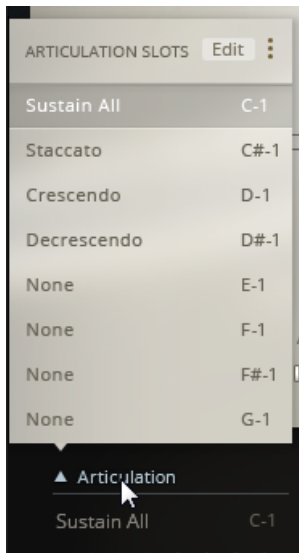 ARTICULATION SLOTS Edit
Sustain All C-1
Staccato C#-1
Crescendo D-1
Decrescendo D#-1
None E-1
None F-1
None F#-1
None G-1
Articulation
Sustain All C-1